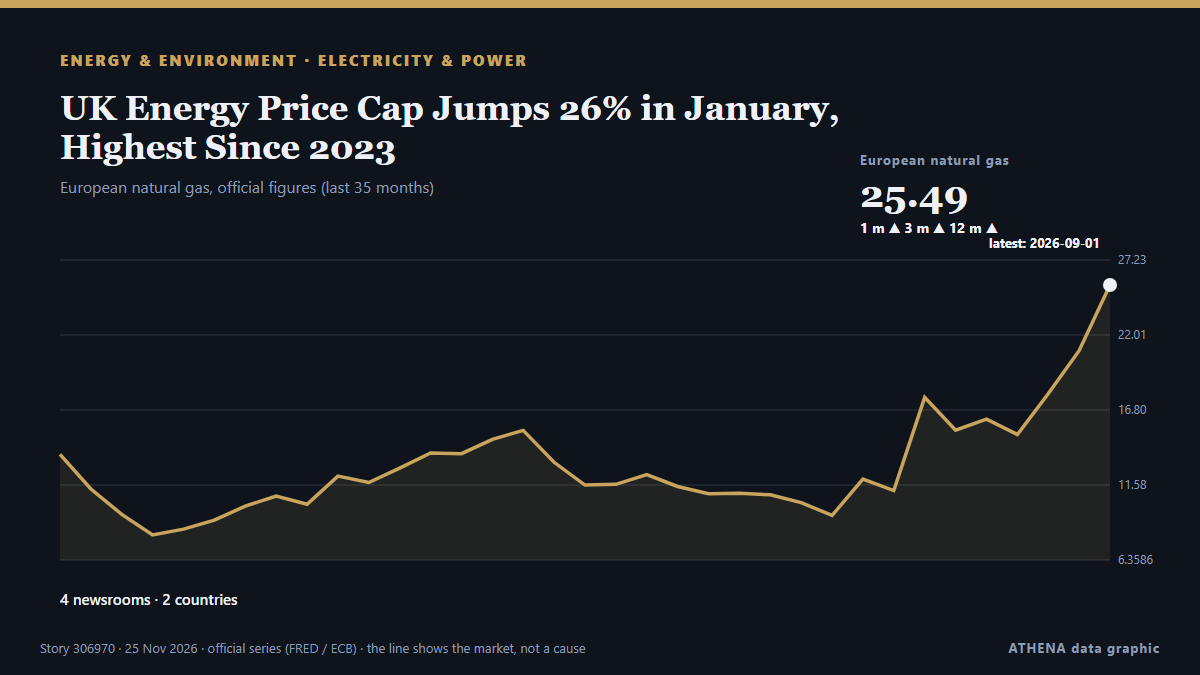 ENERGY & ENVIRONMENT · ELECTRICITY & POWER
UK Energy Price Cap Jumps 26% in January,
Highest Since 2023
European natural gas, official figures (last 35 months)
European natural gas
25.49
1 m ▲ 3 m ▲ 12 m ▲
latest: 2026-09-01
27.23
22.01
16.80
11.58
6.3586
4 newsrooms · 2 countries
Story 306970 · 25 Nov 2026 · official series (FRED / ECB) · the line shows the market, not a cause
ATHENA data graphic